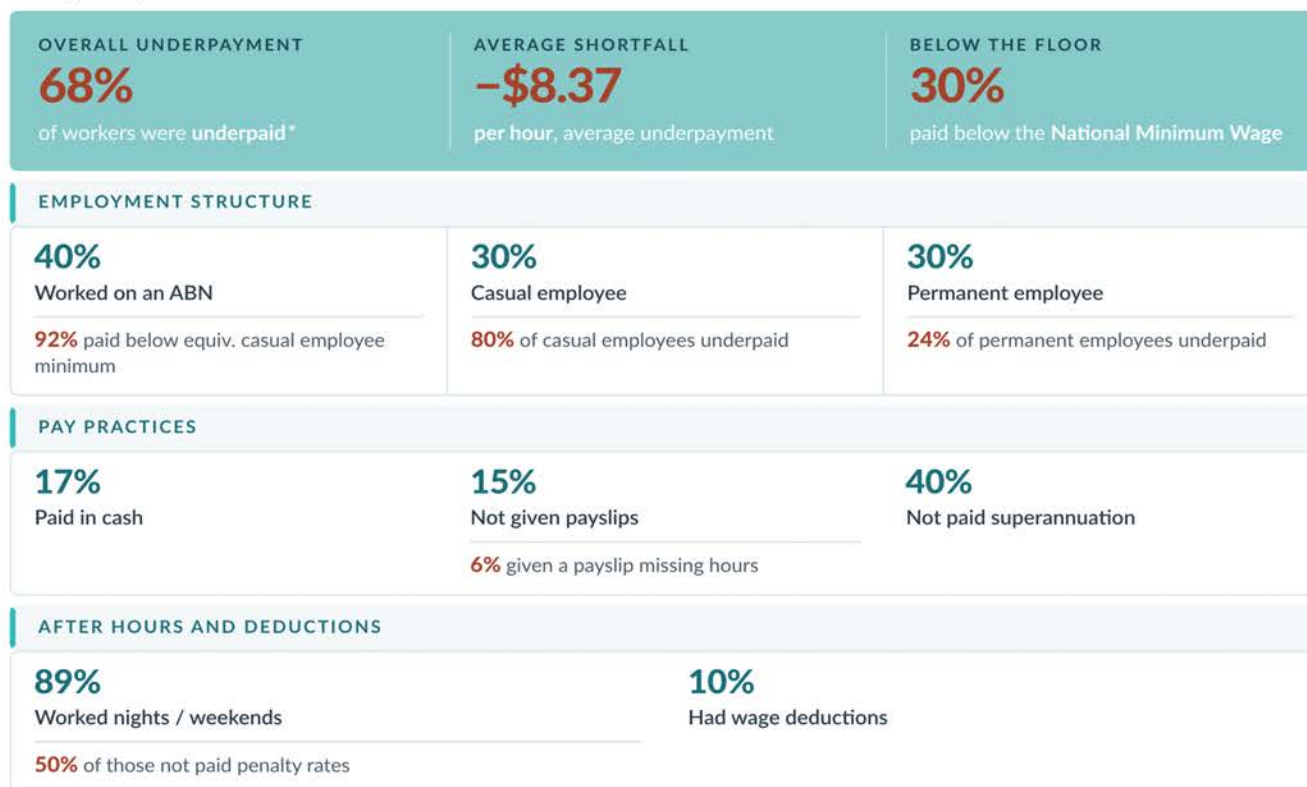 OVERALL UNDERPAYMENT
68%
of workers were underpaid*
AVERAGE SHORTFALL
–$8.37
per hour, average underpayment
BELOW THE FLOOR
30%
paid below the National Minimum Wage
EMPLOYMENT STRUCTURE
40%
Worked on an ABN
92% paid below equiv. casual employee
minimum
30%
Casual employee
80% of casual employees underpaid
30%
Permanent employee
24% of permanent employees underpaid
PAY PRACTICES
17%
Paid in cash
15%
Not given payslips
6% given a payslip missing hours
40%
Not paid superannuation
AFTER HOURS AND DEDUCTIONS
89%
Worked nights / weekends
50% of those not paid penalty rates
10%
Had wage deductions